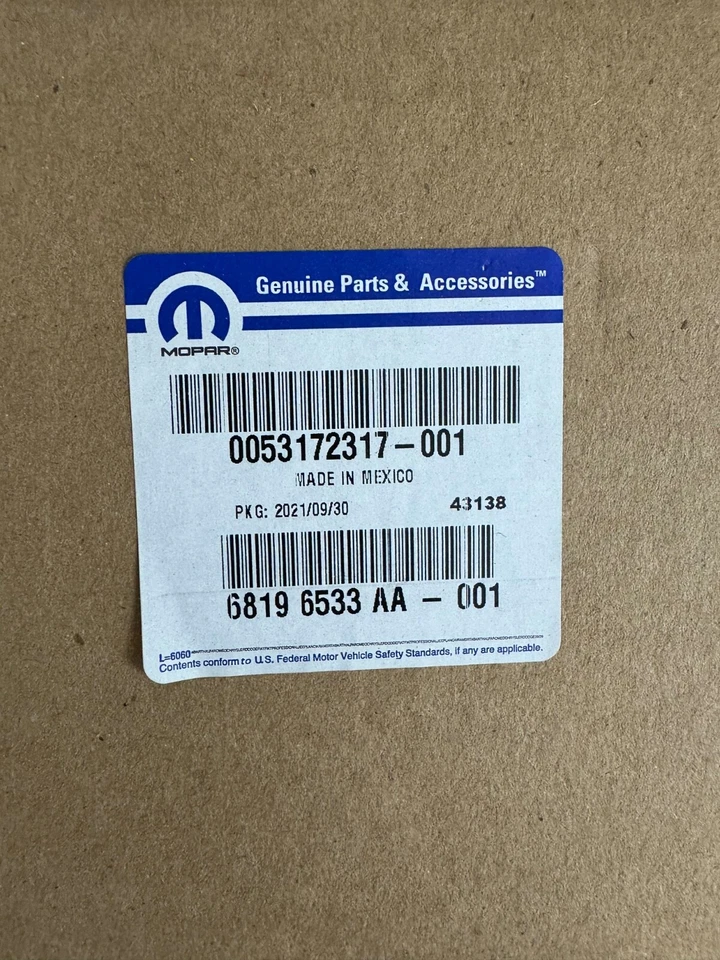 Genuine Parts & Accessories™
MOPAR®
0053172317-001
MADE IN MEXICO
PKG: 2021/09/30 43138
6819 6533 AA - 001
L=6060
Contents conform to U.S. Federal Motor Vehicle Safety Standards, if any are applicable.